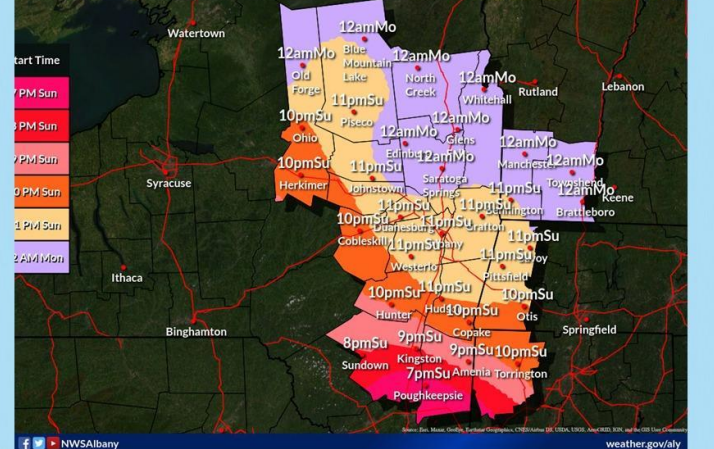 Watertown
12amMo
12amMo
Blue
Mountain
Lake
Old
Forge
12amMo
North
Creek
12amMo
Whitehall
Rutland
Lebanon
tart Time
7 PM Sun
8 PM Sun
9 PM Sun
0 PM Sun
1 PM Sun
2 AM Mon
11pmSu
Piseco
10pmSu
Ohio
12amMo
Glens
12amMo
12amMo
Saratoga
Springs
12amMo
Manchester
12amMo
Townshend
12amMo
Brattleboro
Keene
10pmSu
Herkimer
11pmSu
Johnstown
Syracuse
11pmSu
11pmSu
Duanesburg
11pmSu
11pmSu
Grafton
10pmSu
Cobleskill
11pmSu
Westerlo
11pmSu
11pmSu
Pittsfield
Ithaca
10pmSu
Hunter
11pmSu
10pmSu
Copake
10pmSu
Otis
Springfield
Binghamton
8pmSu
Sundown
9pmSu
Kingston
9pmSu
Amenia
10pmSu
Torrington
7pmSu
Poughkeepsie
NWSAlbany
weather.gov/aly